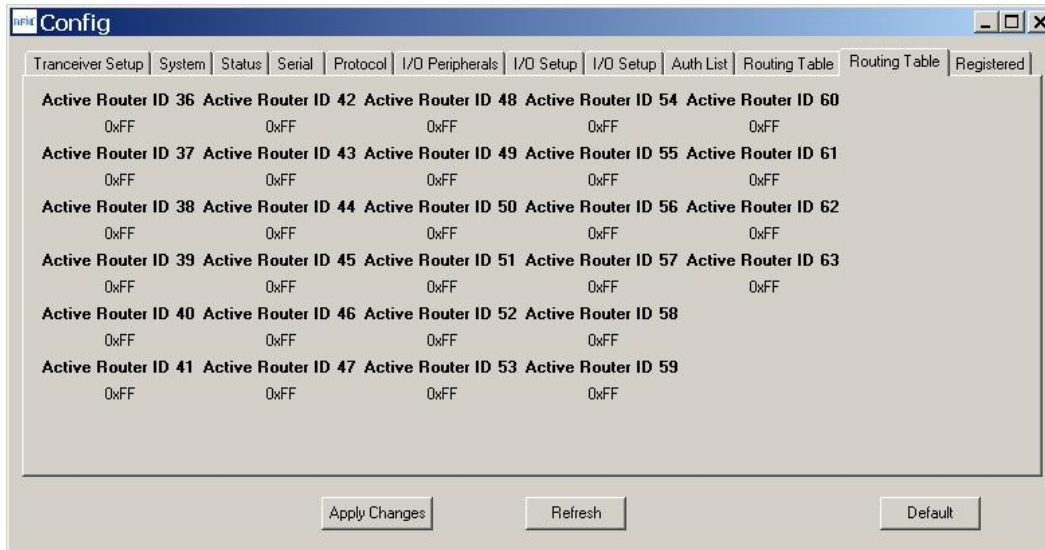 Config
Tranceiver Setup System Status Serial Protocol I/O Peripherals I/O Setup I/O Setup Auth List Routing Table Routing Table Registered
Active Router ID 36 Active Router ID 42 Active Router ID 48 Active Router ID 54 Active Router ID 60
0xFF 0xFF 0xFF 0xFF 0xFF
Active Router ID 37 Active Router ID 43 Active Router ID 49 Active Router ID 55 Active Router ID 61
0xFF 0xFF 0xFF 0xFF 0xFF
Active Router ID 38 Active Router ID 44 Active Router ID 50 Active Router ID 56 Active Router ID 62
0xFF 0xFF 0xFF 0xFF 0xFF
Active Router ID 39 Active Router ID 45 Active Router ID 51 Active Router ID 57 Active Router ID 63
0xFF 0xFF 0xFF 0xFF 0xFF
Active Router ID 40 Active Router ID 46 Active Router ID 52 Active Router ID 58
0xFF 0xFF 0xFF 0xFF
Active Router ID 41 Active Router ID 47 Active Router ID 53 Active Router ID 59
0xFF 0xFF 0xFF 0xFF
Apply Changes Refresh Default